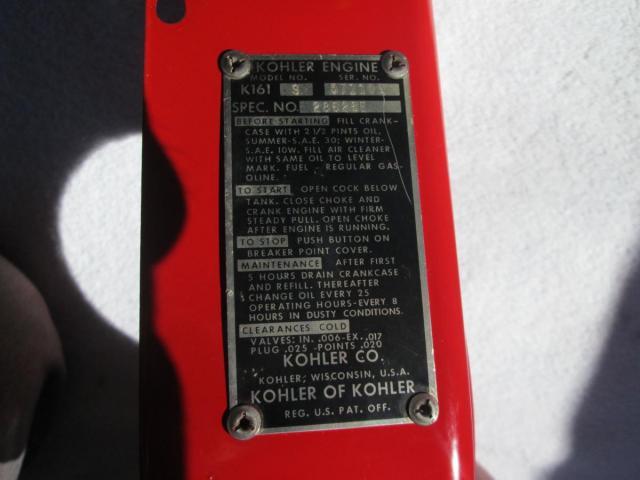 KOHLER ENGINE
MODEL NO. SER. NO.
K161 S
SPEC. NO.
BEFORE STARTING FILL CRANK-
CASE WITH 2 1/2 PINTS OIL,
SUMMER-S.A.E. 30; WINTER-
S.A.E. 10W. FILL AIR CLEANER
WITH SAME OIL TO LEVEL
MARK. FUEL - REGULAR GAS-
OLINE.
TO START OPEN COCK BELOW
TANK. CLOSE CHOKE AND
CRANK ENGINE WITH FIRM
STEADY PULL. OPEN CHOKE
AFTER ENGINE IS RUNNING.
TO STOP PUSH BUTTON ON
BREAKER POINT COVER.
MAINTENANCE AFTER FIRST
5 HOURS DRAIN CRANKCASE
AND REFILL. THEREAFTER
CHANGE OIL EVERY 25
OPERATING HOURS-EVERY 8
HOURS IN DUSTY CONDITIONS.
CLEARANCES COLD
VALVES: IN. .006-EX. .017
PLUG .025 - POINTS .020
KOHLER CO.
KOHLER, WISCONSIN, U.S.A.
KOHLER OF KOHLER
REG. U.S. PAT. OFF.